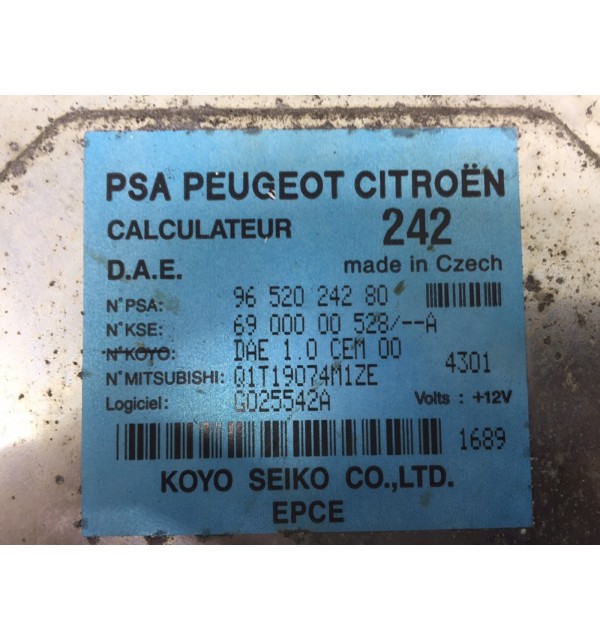 PSA PEUGEOT CITROËN
CALCULATEUR 242
D.A.E. made in Czech
N°PSA: 96 520 242 80
N°KSE: 69 000 00 528/--A
N°KOYO: DAE 1.0 CEM 00
N°MITSUBISHI: Q1T19074M1ZE 4301
Logiciel: G025542A Volts : +12V
1689
KOYO SEIKO CO.,LTD.
EPCE